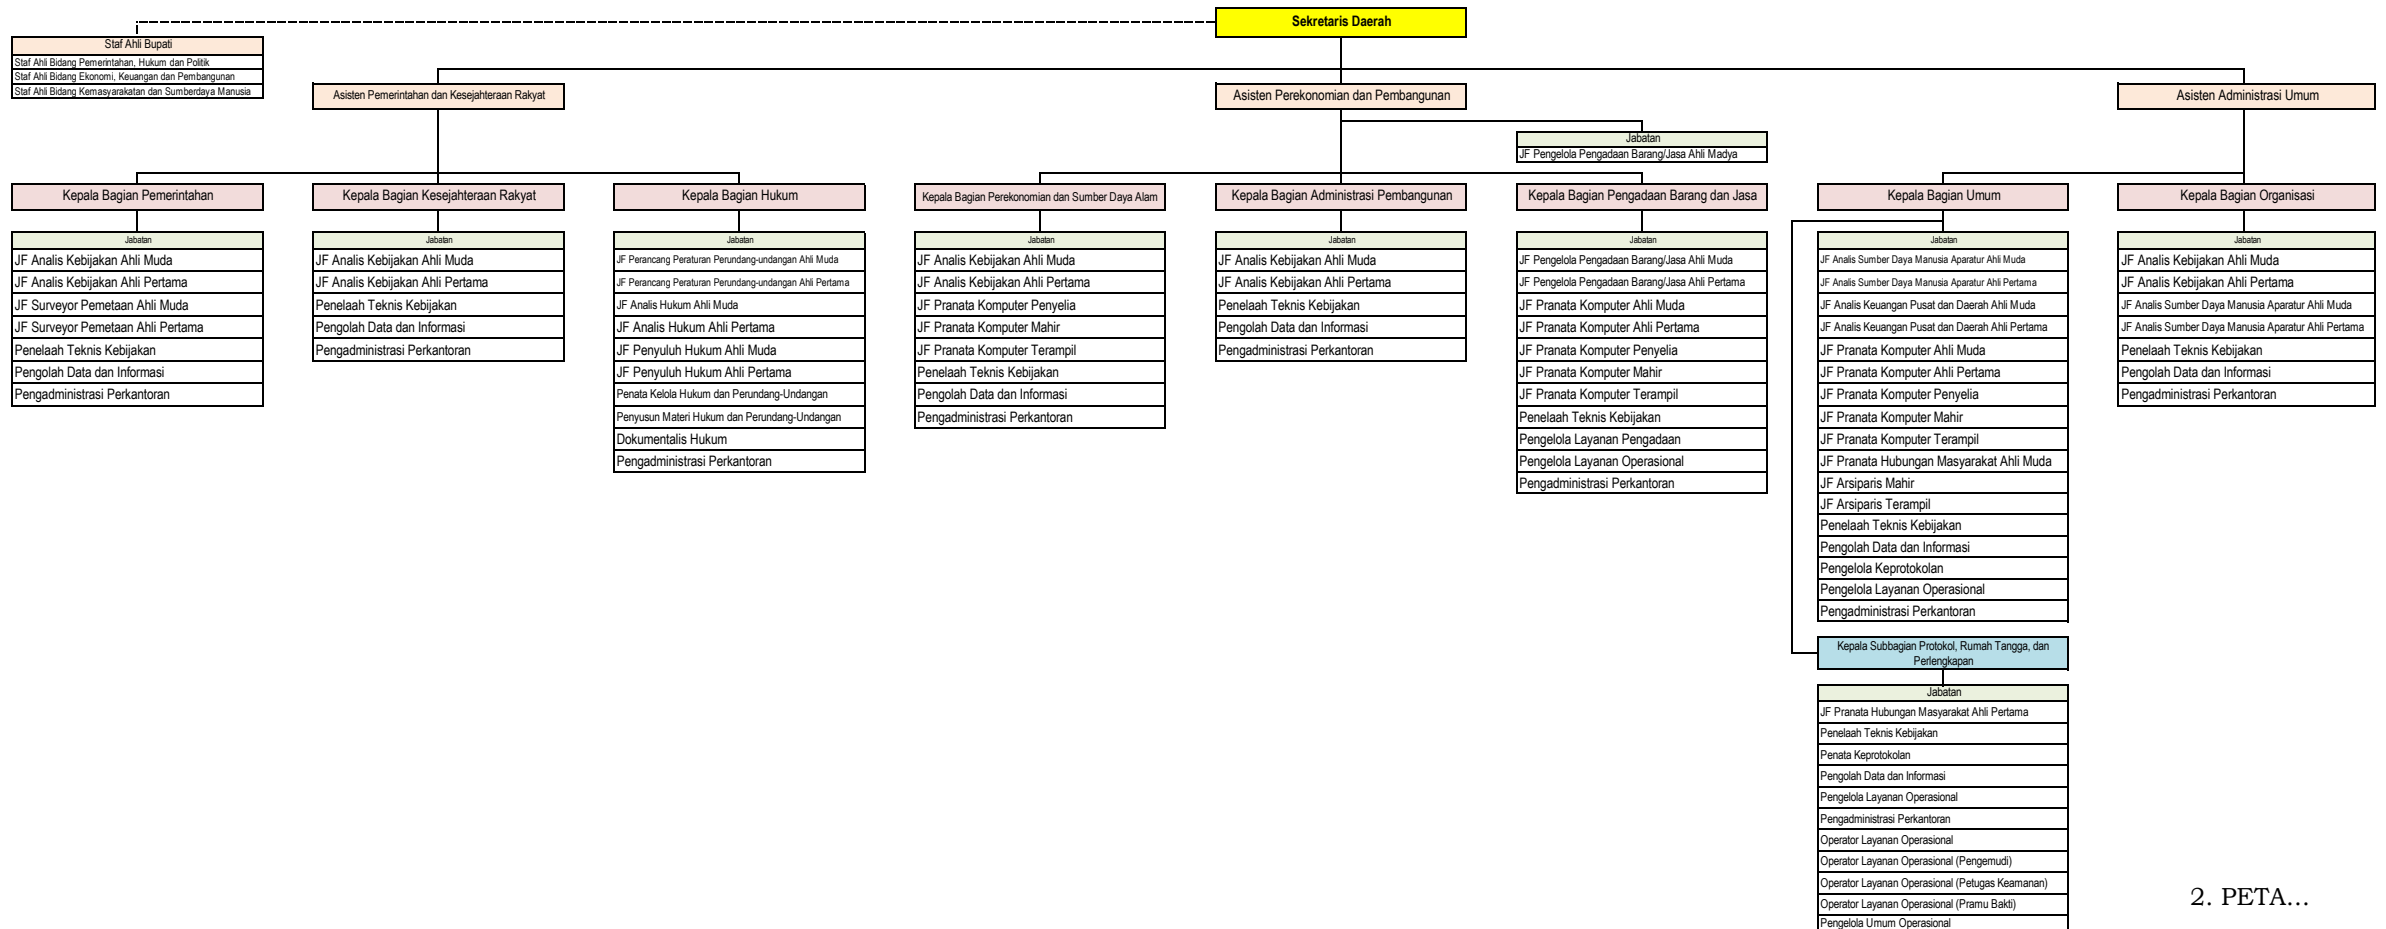 Sekretaris Daerah
Staf Ahli Bupati
Staf Ahli Bidang Pemerintahan, Hukum dan Politik
Staf Ahli Bidang Ekonomi, Keuangan dan Pembangunan
Staf Ahli Bidang Kemasyarakatan dan Sumberdaya Manusia
Asisten Pemerintahan dan Kesejahteraan Rakyat
Asisten Perekonomian dan Pembangunan
Asisten Administrasi Umum
Jabatan
JF Pengelola Pengadaan Barang/Jasa Ahli Madya
Kepala Bagian Pemerintahan
Jabatan
JF Analis Kebijakan Ahli Muda
JF Analis Kebijakan Ahli Pertama
JF Surveyor Pemetaan Ahli Muda
JF Surveyor Pemetaan Ahli Pertama
Penelaah Teknis Kebijakan
Pengolah Data dan Informasi
Pengadministrasi Perkantoran
Kepala Bagian Kesejahteraan Rakyat
Jabatan
JF Analis Kebijakan Ahli Muda
JF Analis Kebijakan Ahli Pertama
Penelaah Teknis Kebijakan
Pengolah Data dan Informasi
Pengadministrasi Perkantoran
Kepala Bagian Hukum
Jabatan
JF Perancang Peraturan Perundang-undangan Ahli Muda
JF Perancang Peraturan Perundang-undangan Ahli Pertama
JF Analis Hukum Ahli Muda
JF Analis Hukum Ahli Pertama
JF Penyuluh Hukum Ahli Muda
JF Penyuluh Hukum Ahli Pertama
Penata Kelola Hukum dan Perundang-Undangan
Penyusun Materi Hukum dan Perundang-Undangan
Dokumentalis Hukum
Pengadministrasi Perkantoran
Kepala Bagian Perekonomian dan Sumber Daya Alam
Jabatan
JF Analis Kebijakan Ahli Muda
JF Analis Kebijakan Ahli Pertama
JF Pranata Komputer Penyelia
JF Pranata Komputer Mahir
JF Pranata Komputer Terampil
Penelaah Teknis Kebijakan
Pengolah Data dan Informasi
Pengadministrasi Perkantoran
Kepala Bagian Administrasi Pembangunan
Jabatan
JF Analis Kebijakan Ahli Muda
JF Analis Kebijakan Ahli Pertama
Penelaah Teknis Kebijakan
Pengolah Data dan Informasi
Pengadministrasi Perkantoran
Kepala Bagian Pengadaan Barang dan Jasa
Jabatan
JF Pengelola Pengadaan Barang/Jasa Ahli Muda
JF Pengelola Pengadaan Barang/Jasa Ahli Pertama
JF Pranata Komputer Ahli Muda
JF Pranata Komputer Ahli Pertama
JF Pranata Komputer Penyelia
JF Pranata Komputer Mahir
JF Pranata Komputer Terampil
Penelaah Teknis Kebijakan
Pengelola Layanan Pengadaan
Pengelola Layanan Operasional
Pengadministrasi Perkantoran
Kepala Bagian Umum
Jabatan
JF Analis Sumber Daya Manusia Aparatur Ahli Muda
JF Analis Sumber Daya Manusia Aparatur Ahli Pertama
JF Analis Keuangan Pusat dan Daerah Ahli Muda
JF Analis Keuangan Pusat dan Daerah Ahli Pertama
JF Pranata Komputer Ahli Muda
JF Pranata Komputer Ahli Pertama
JF Pranata Komputer Penyelia
JF Pranata Komputer Mahir
JF Pranata Komputer Terampil
JF Pranata Hubungan Masyarakat Ahli Muda
JF Arsiparis Mahir
JF Arsiparis Terampil
Penelaah Teknis Kebijakan
Pengolah Data dan Informasi
Pengelola Keprotokolan
Pengelola Layanan Operasional
Pengadministrasi Perkantoran
Kepala Subbagian Protokol, Rumah Tangga, dan
Perlengkapan
Jabatan
JF Pranata Hubungan Masyarakat Ahli Pertama
Penelaah Teknis Kebijakan
Penata Keprotokolan
Pengolah Data dan Informasi
Pengelola Layanan Operasional
Pengadministrasi Perkantoran
Operator Layanan Operasional
Operator Layanan Operasional (Pengemudi)
Operator Layanan Operasional (Petugas Keamanan)
Operator Layanan Operasional (Pramu Bakti)
Pengelola Umum Operasional
Kepala Bagian Organisasi
Jabatan
JF Analis Kebijakan Ahli Muda
JF Analis Kebijakan Ahli Pertama
JF Analis Sumber Daya Manusia Aparatur Ahli Muda
JF Analis Sumber Daya Manusia Aparatur Ahli Pertama
Penelaah Teknis Kebijakan
Pengolah Data dan Informasi
Pengadministrasi Perkantoran
2. PETA...